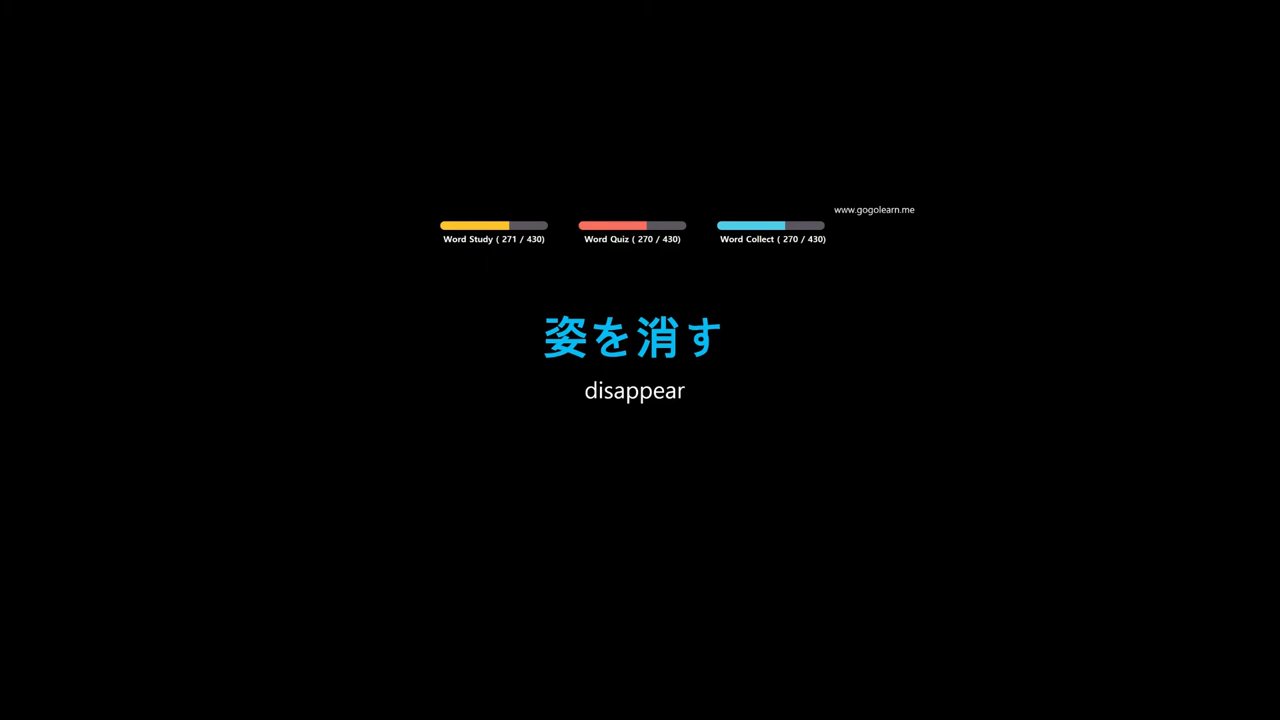 www.gogolearn.me
Word Study ( 271 / 430)
Word Quiz ( 270 / 430)
Word Collect ( 270 / 430)
姿を消す
disappear